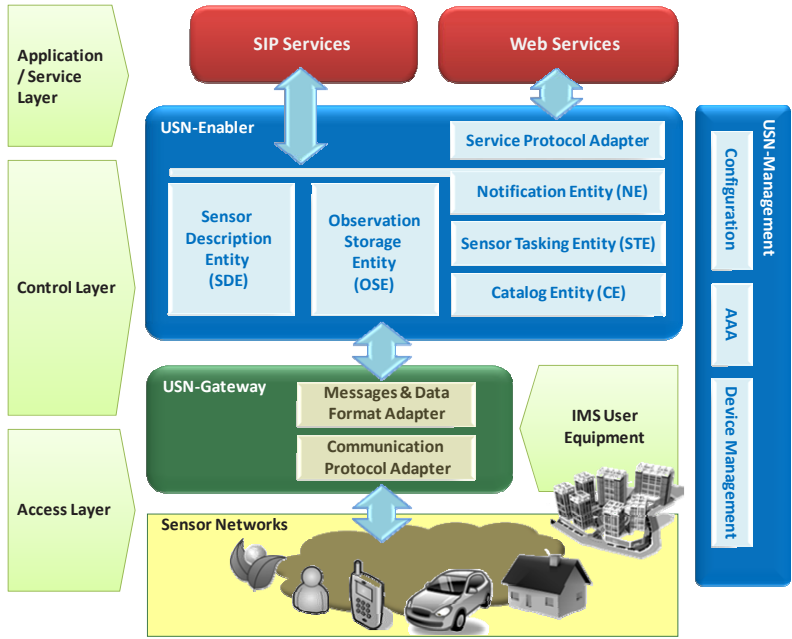 Application
/ Service
Layer
SIP Services
Web Services
USN-Enabler
Service Protocol Adapter
Notification Entity (NE)
Sensor Tasking Entity (STE)
Catalog Entity (CE)
Sensor
Description
Entity
(SDE)
Observation
Storage
Entity
(OSE)
USN-Management
Configuration
AAA
Device Management
Control Layer
USN-Gateway
Messages & Data
Format Adapter
Communication
Protocol Adapter
IMS User
Equipment
Access Layer
Sensor Networks